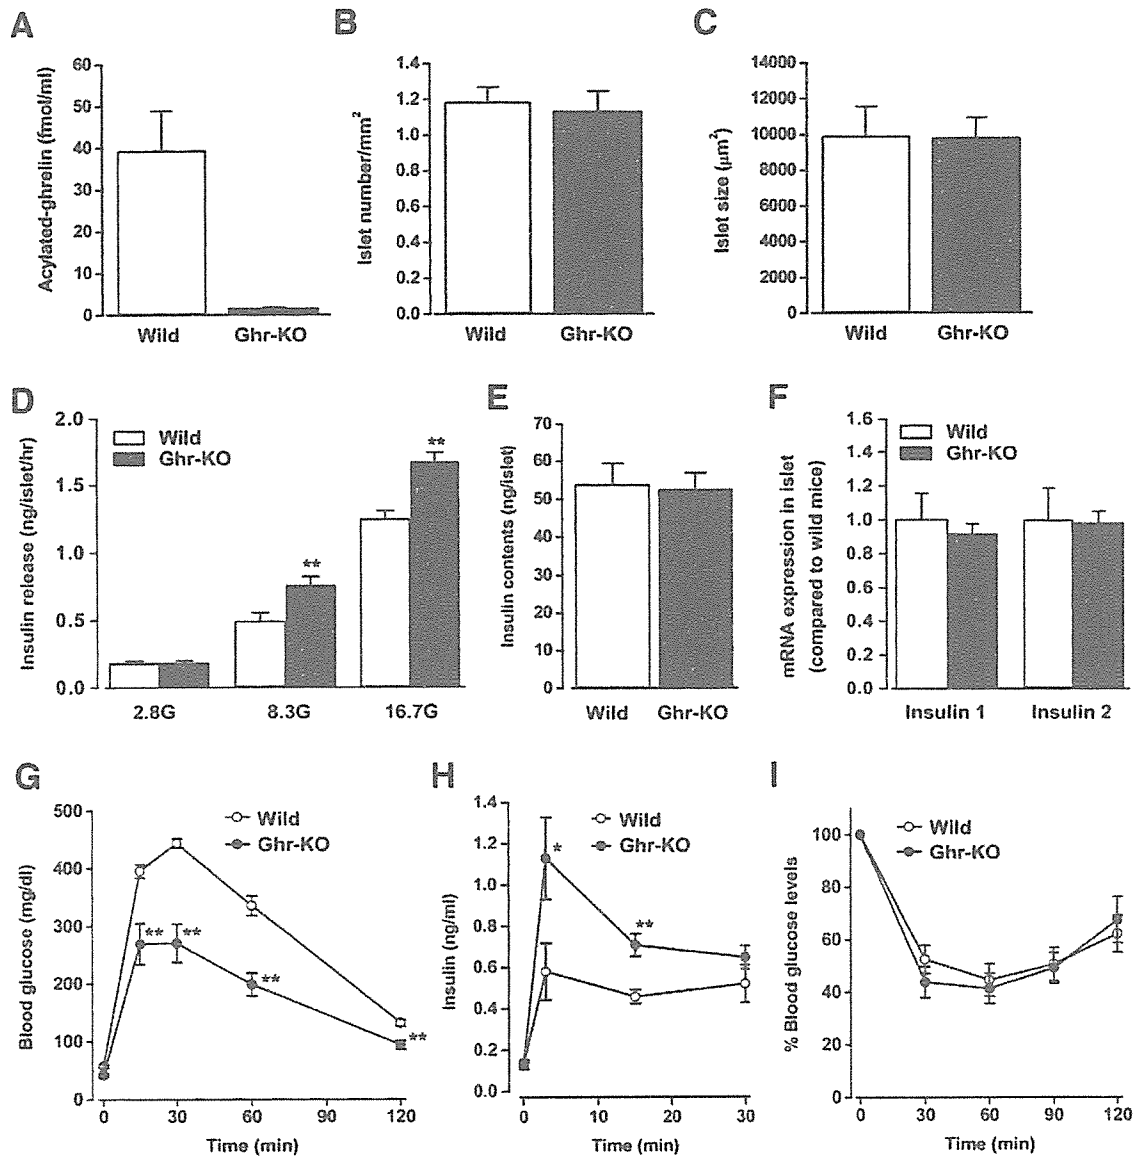 A
B
C
Acylated-ghrelin (fmol/ml)
60
50
40
30
20
10
0
Wild
Ghr-KO
Islet number/mm2
1.4
1.2
1.0
0.8
0.6
0.4
0.2
0.0
Wild
Ghr-KO
Islet size (μm2)
14000
12000
10000
8000
6000
4000
2000
0
Wild
Ghr-KO
D
E
F
Insulin release (ng/islet/hr)
2.0
1.5
1.0
0.5
0.0
Wild
Ghr-KO
**
**
2.8G
8.3G
16.7G
Insulin contents (ng/islet)
70
60
50
40
30
20
10
0
Wild
Ghr-KO
mRNA expression in islet
(compared to wild mice)
1.6
1.4
1.2
1.0
0.8
0.6
0.4
0.2
0.0
Wild
Ghr-KO
Insulin 1
Insulin 2
G
H
I
Blood glucose (mg/dl)
500
400
300
200
100
0
Wild
Ghr-KO
**
**
**
**
0
30
60
90
120
Time (min)
Insulin (ng/ml)
1.4
1.2
1.0
0.8
0.6
0.4
0.2
0.0
Wild
Ghr-KO
*
**
0
10
20
30
Time (min)
% Blood glucose levels
100
80
60
40
20
0
Wild
Ghr-KO
0
30
60
90
120
Time (min)